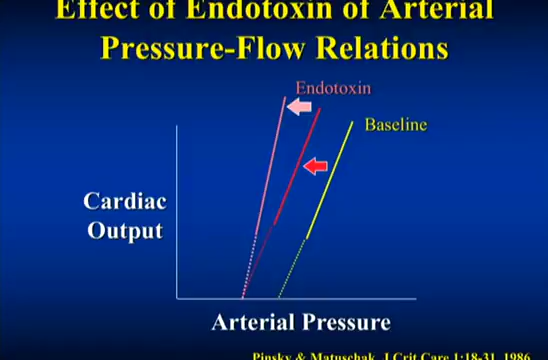 Effect of Endotoxin of Arterial
Pressure-Flow Relations
Endotoxin
Baseline
Cardiac
Output
Arterial Pressure
Pinsky & Matuschak, J Crit Care 1:18-31, 1986